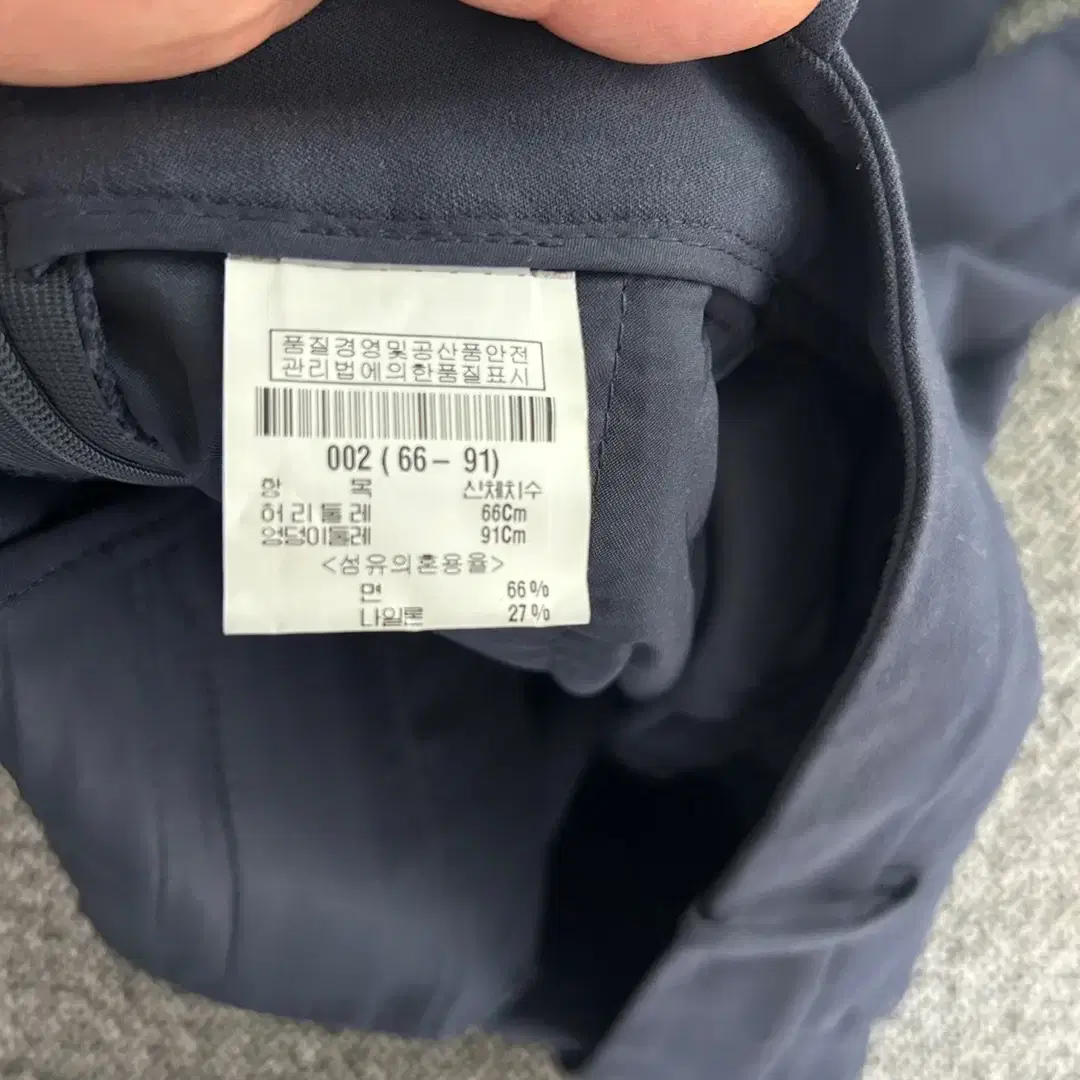 품질경영및공산품안전
관리법에의한품질표시
002 ( 66 - 91)
항 목 신체치수
허리둘레 66Cm
엉덩이둘레 91Cm
<섬유의혼용율>
면 66%
나일론 27%